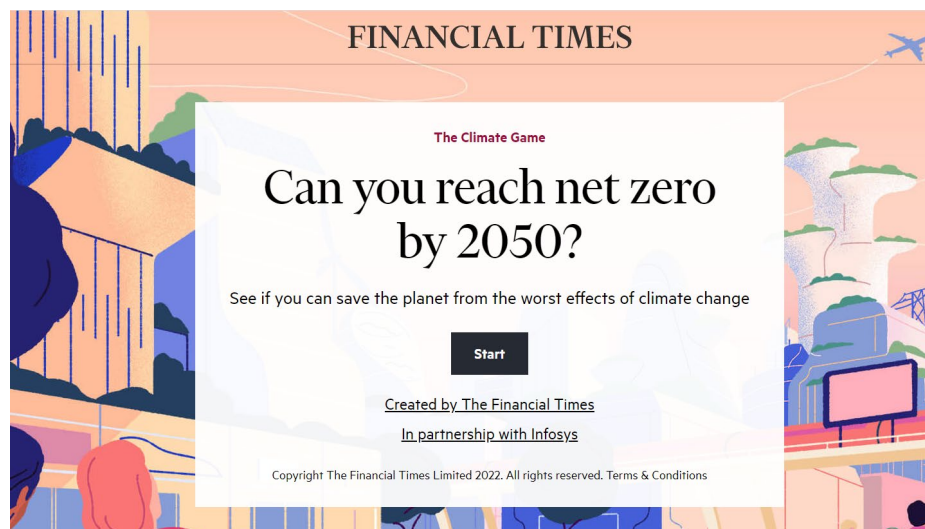 FINANCIAL TIMES
The Climate Game
Can you reach net zero
by 2050?
See if you can save the planet from the worst effects of climate change
Start
Created by The Financial Times
In partnership with Infosys
Copyright The Financial Times Limited 2022. All rights reserved. Terms & Conditions